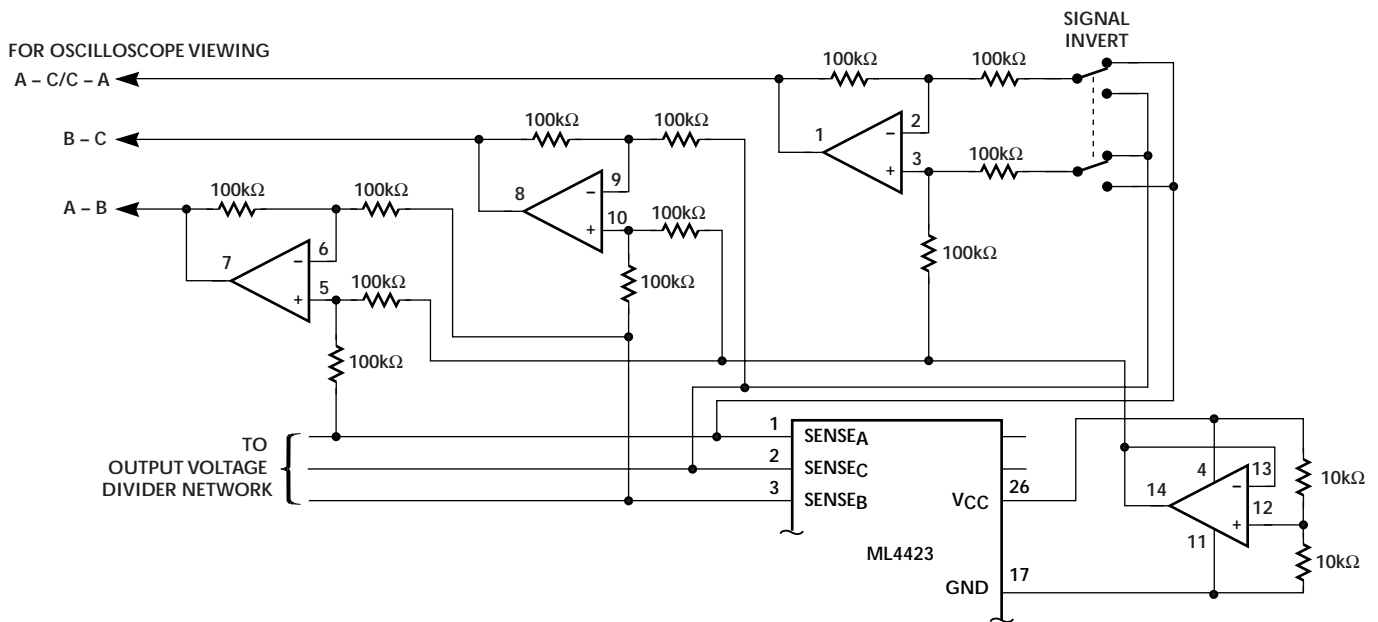 FOR OSCILLOSCOPE VIEWING
SIGNAL
INVERT
A – C/C – A
100kΩ
100kΩ
B – C
100kΩ
100kΩ
1
2
–
3
+
100kΩ
A – B
100kΩ
100kΩ
8
9
–
10
+
100kΩ
100kΩ
7
6
–
5
+
100kΩ
100kΩ
100kΩ
TO
OUTPUT VOLTAGE
DIVIDER NETWORK
1
SENSEA
2
SENSEC
3
SENSEB
26
VCC
ML4423
17
GND
4
13
–
14
12
+
11
10kΩ
10kΩ